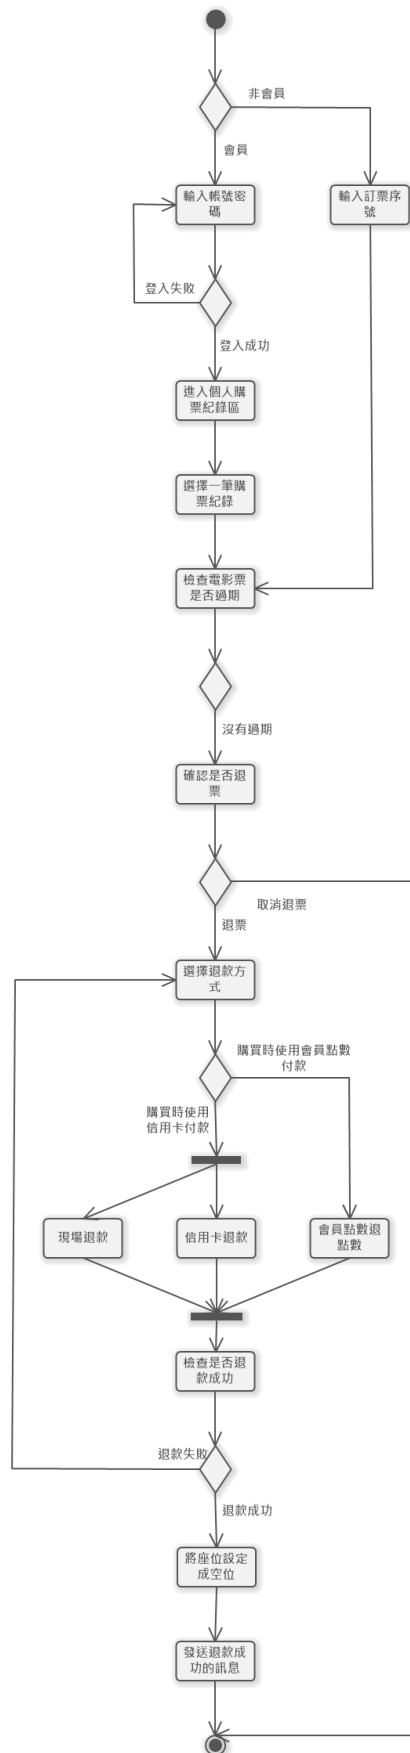 非會員
會員
輸入帳號密
碼
輸入訂票序
號
登入失敗
登入成功
進入個人購
票紀錄區
選擇一筆購
票紀錄
檢查電影票
是否過期
沒有過期
確認是否退
票
取消退票
退票
選擇退款方
式
購買時使用會員點數
付款
購買時使用
信用卡付款
現場退款
信用卡退款
會員點數退
點數
檢查是否退
款成功
退款失敗
退款成功
將座位設定
成空位
發送退款成
功的訊息